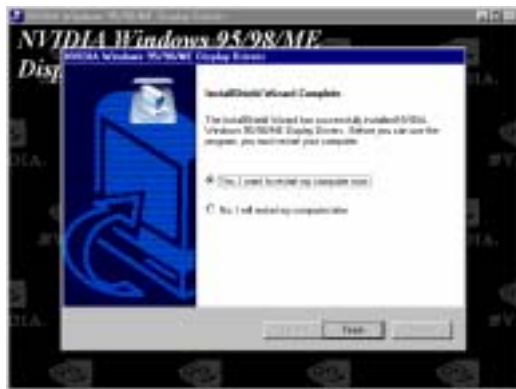 NVIDIA Windows 95/98/ME
Disp
NVIDIA Windows 95/98/ME Display Drivers
InstallShield Wizard Complete
The InstallShield Wizard has successfully installed NVIDIA
Windows 95/98/ME Display Drivers. Before you can use the
program, you must restart your computer.
Yes, I want to restart my computer now.
No, I will restart my computer later.
Finish